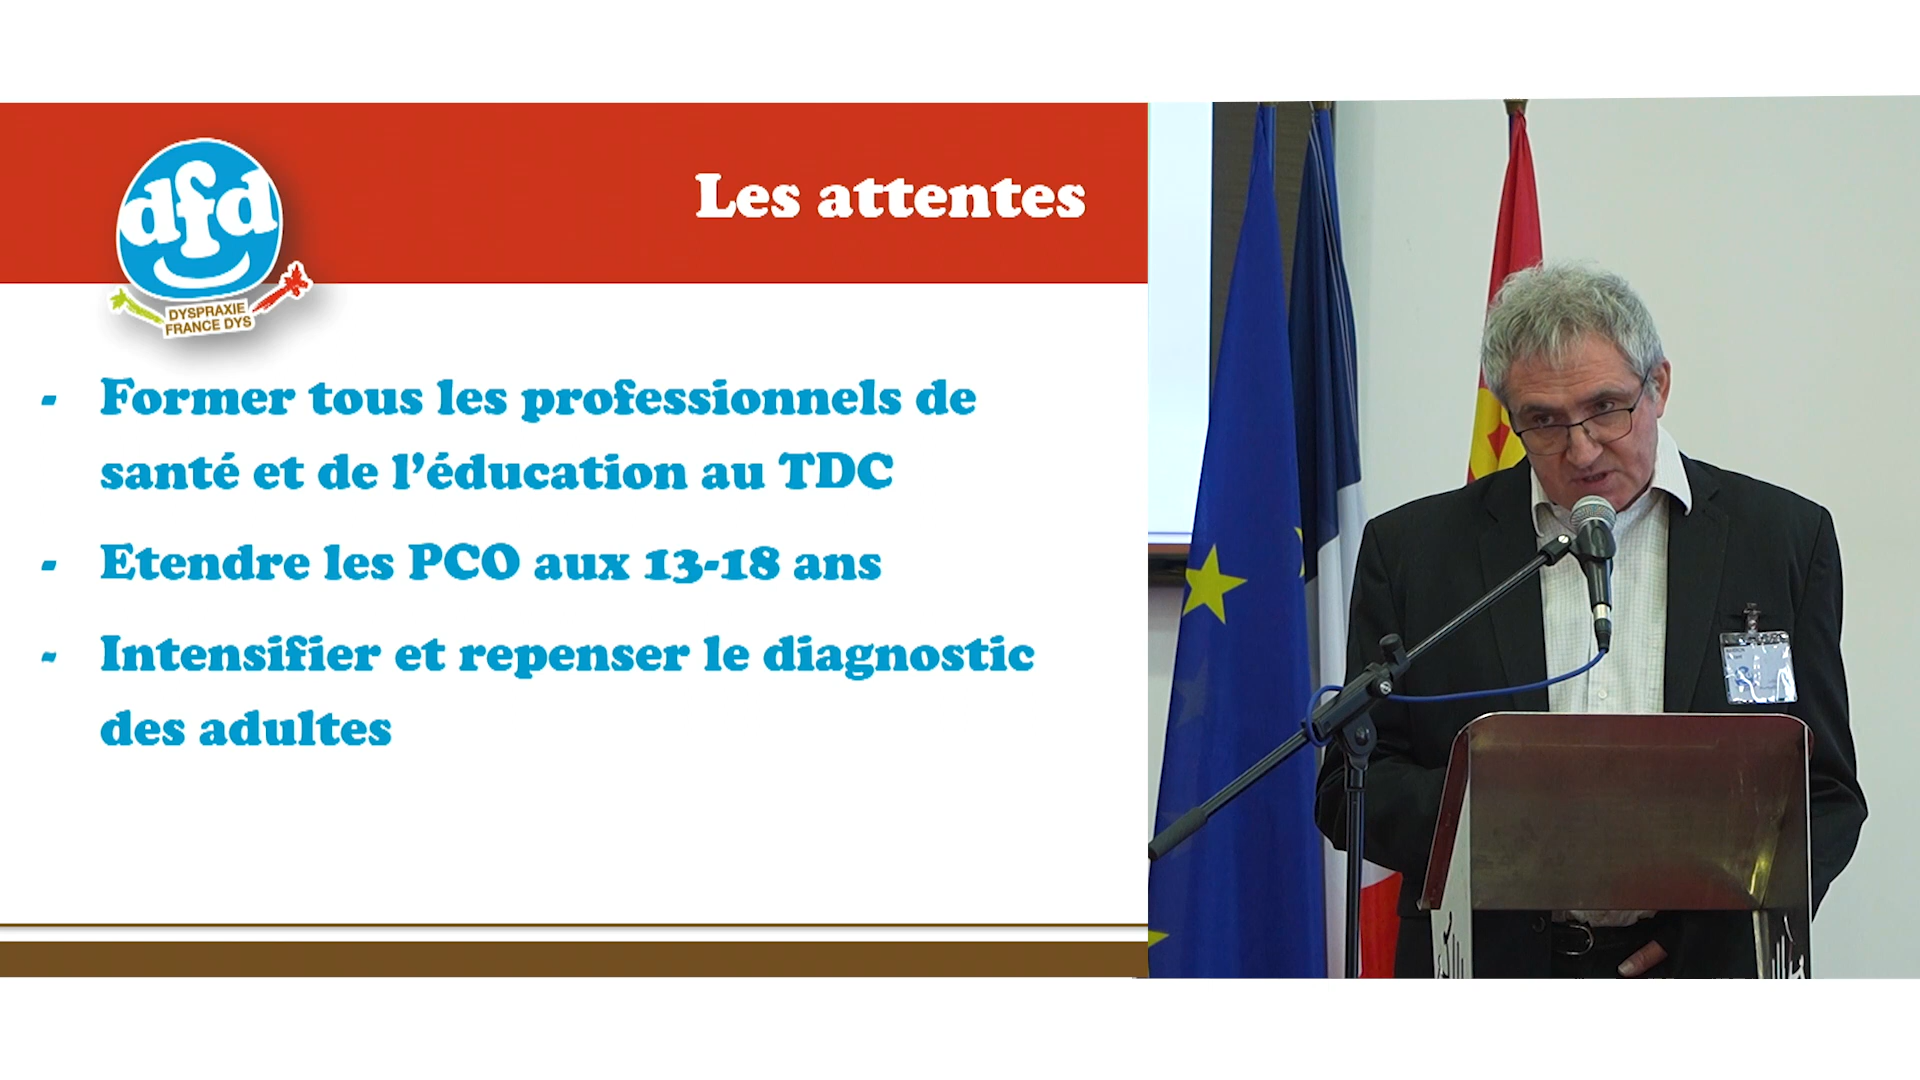 Les attentes
dfd
DYSPRAXIE
FRANCE DYS
- Former tous les professionnels de
santé et de l’éducation au TDC
- Etendre les PCO aux 13-18 ans
- Intensifier et repenser le diagnostic
des adultes